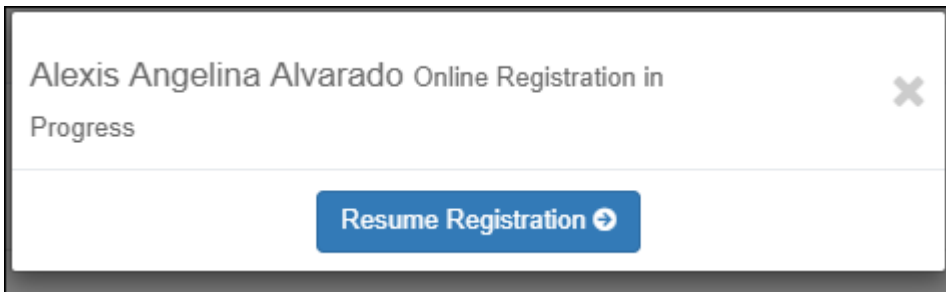 Alexis Angelina Alvarado Online Registration in
Progress
Resume Registration